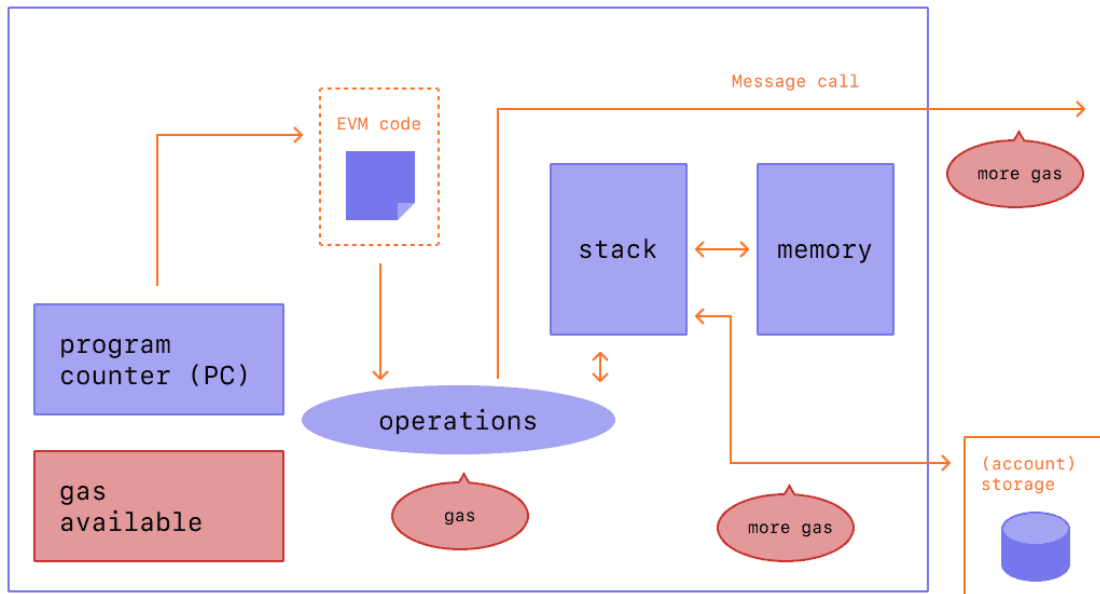 Message call
EVM code
more gas
stack
memory
program
counter (PC)
operations
gas
available
gas
more gas
(account)
storage